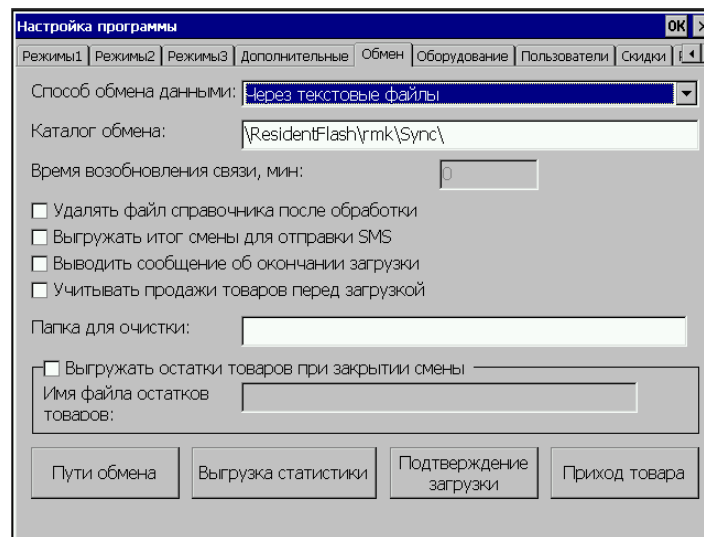 Настройка программы OK
Режимы1 Режимы2 Режимы3 Дополнительные Обмен Оборудование Пользователи Скидки
Способ обмена данными: Через текстовые файлы
Каталог обмена: \ResidentFlash\rmk\Sync\
Время возобновления связи, мин: 0
Удалять файл справочника после обработки
Выгружать итог смены для отправки SMS
Выводить сообщение об окончании загрузки
Учитывать продажи товаров перед загрузкой
Папка для очистки:
Выгружать остатки товаров при закрытии смены
Имя файла остатков
товаров:
Пути обмена Выгрузка статистики Подтверждение загрузки Приход товара